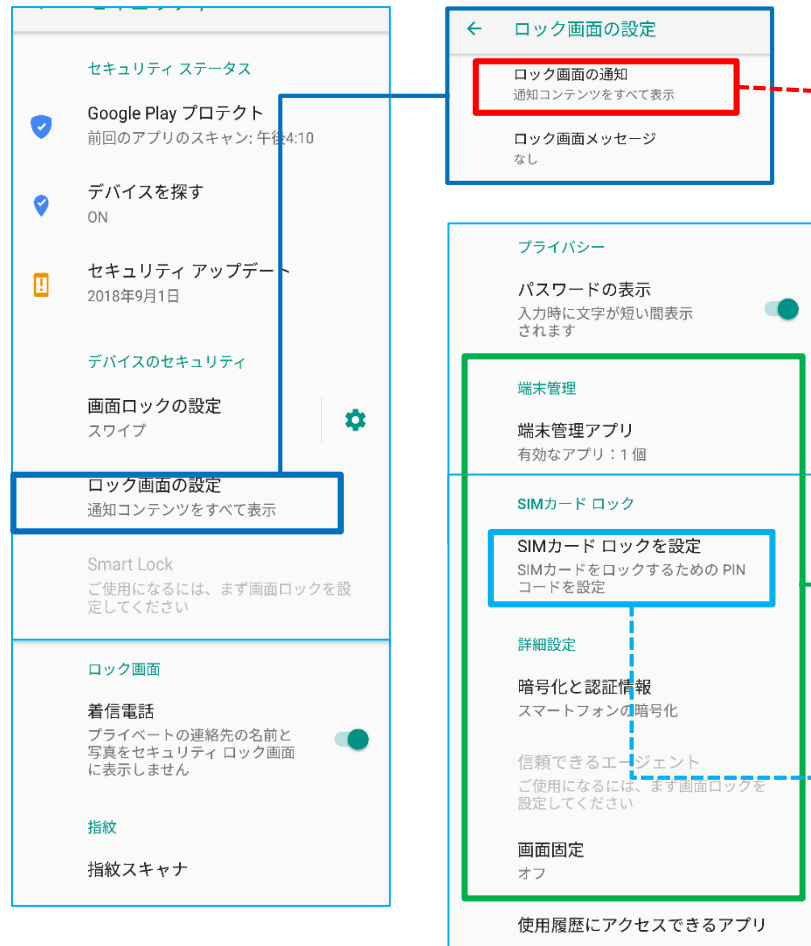 セキュリティ ステータス
Google Play プロテクト
前回のアプリのスキャン: 午後4:10
デバイスを探す
ON
セキュリティ アップデート
2018年9月1日
デバイスのセキュリティ
画面ロックの設定
スワイプ
ロック画面の設定
通知コンテンツをすべて表示
Smart Lock
ご使用になるには、まず画面ロックを設
定してください
ロック画面
着信電話
プライベートの連絡先の名前と
写真をセキュリティ ロック画面
に表示しません
指紋
指紋スキャナ
ロック画面の設定
ロック画面の通知
通知コンテンツをすべて表示
ロック画面メッセージ
なし
プライバシー
パスワードの表示
入力時に文字が短い間表示
されます
端末管理
端末管理アプリ
有効なアプリ：1 個
SIMカード ロック
SIMカード ロックを設定
SIMカードをロックするための PIN
コードを設定
詳細設定
暗号化と認証情報
スマートフォンの暗号化
信頼できるエージェント
ご使用になるには、まず画面ロックを
設定してください
画面固定
オフ
使用履歴にアクセスできるアプリ